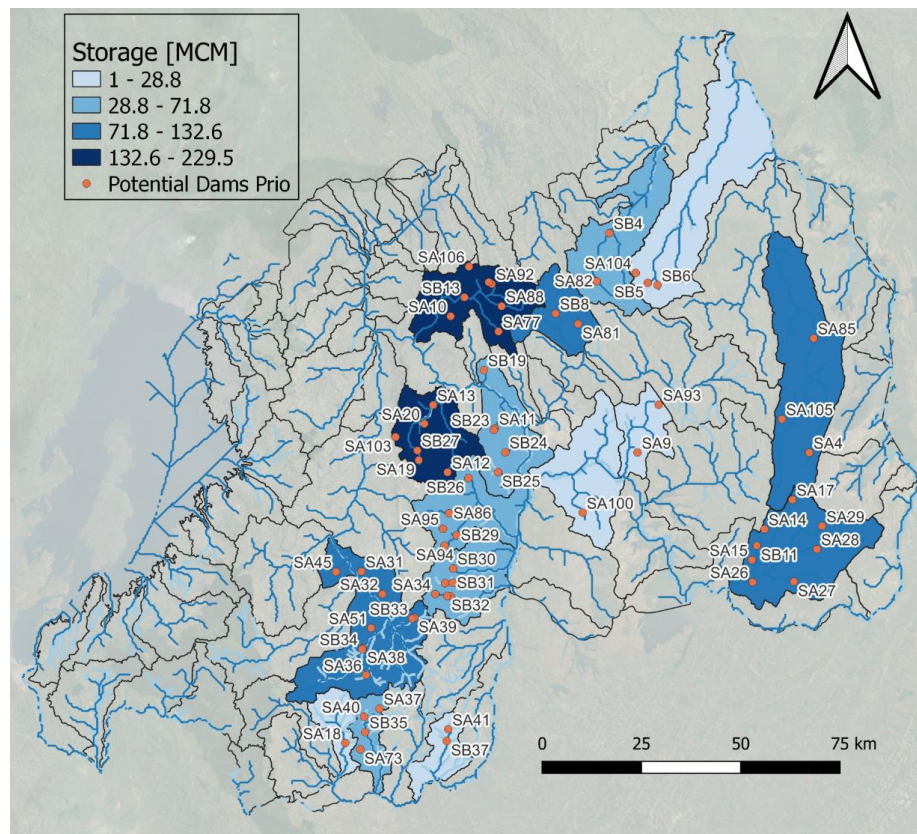 Storage [MCM]
1 - 28.8
28.8 - 71.8
71.8 - 132.6
132.6 - 229.5
Potential Dams Prio
SB4
SA106
SA92
SA104
SB6
SA82
SB13
SB5
SA88
SB8
SA10
SA77
SA81
SA85
SB19
SA13
SA93
SA20
SB23
SA11
SA105
SA103
SB27
SB24
SA9
SA4
SA19
SA12
SB26
SB25
SA17
SA100
SA86
SA95
SA14
SA29
SB29
SA94
SA15
SA28
SA31
SB30
SB11
SA45
SA32
SA34
SB31
SA26
SA27
SB33
SB32
SA51
SA39
SB34
SA38
SA36
SA37
SA40
SB35
SA41
SA18
SA73
SB37
0 25 50 75 km